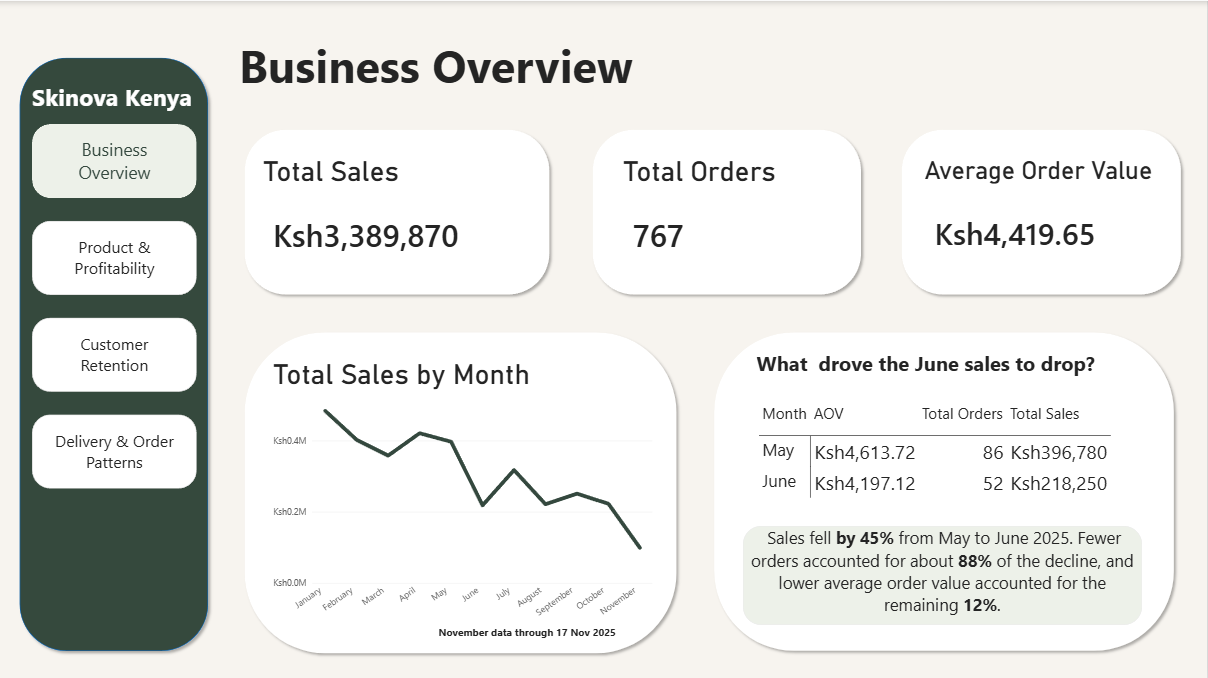 Business Overview
Skinova Kenya
Business
Overview
Product &
Profitability
Customer
Retention
Delivery & Order
Patterns
Total Sales
Ksh3,389,870
Total Orders
767
Average Order Value
Ksh4,419.65
Total Sales by Month
Ksh0.4M
Ksh0.2M
Ksh0.0M
January
February
March
April
May
June
July
August
September
October
November
November data through 17 Nov 2025
What  drove the June sales to drop?
Month AOV Total Orders Total Sales
May Ksh4,613.72 86 Ksh396,780
June Ksh4,197.12 52 Ksh218,250
Sales fell by 45% from May to June 2025. Fewer
orders accounted for about 88% of the decline, and
lower average order value accounted for the
remaining 12%.